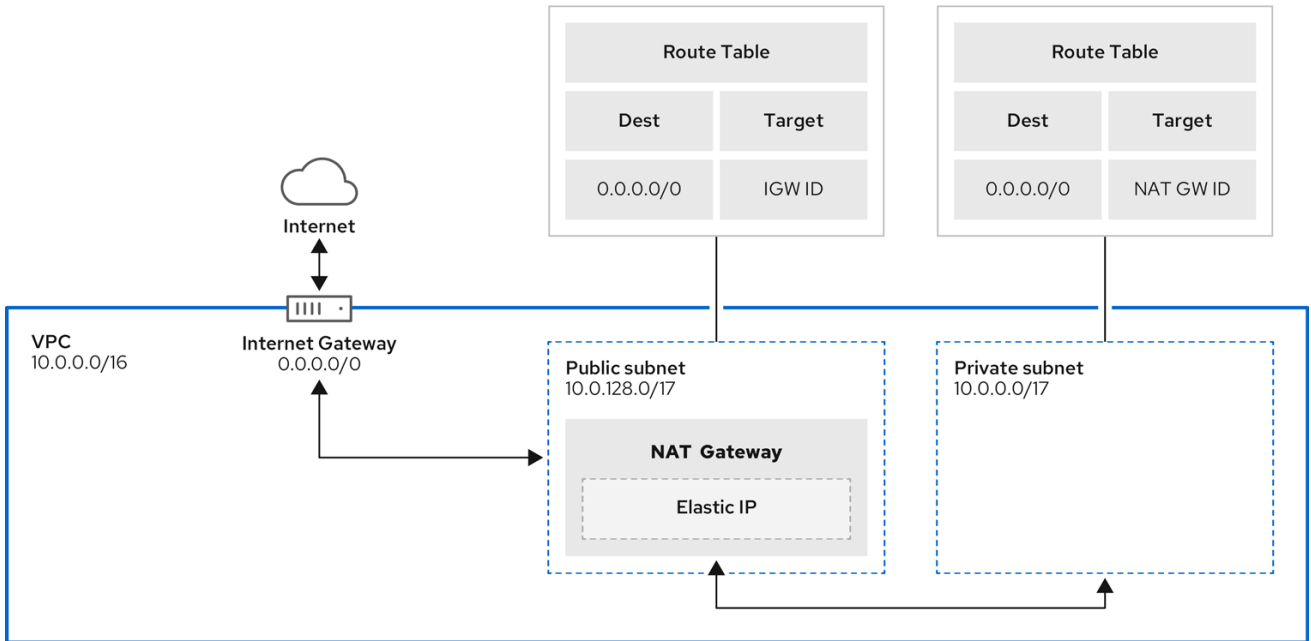 Route Table
Dest Target
0.0.0.0/0 IGW ID
Route Table
Dest Target
0.0.0.0/0 NAT GW ID
Internet
VPC
10.0.0.0/16
Internet Gateway
0.0.0.0/0
Public subnet
10.0.128.0/17
NAT Gateway
Elastic IP
Private subnet
10.0.0.0/17